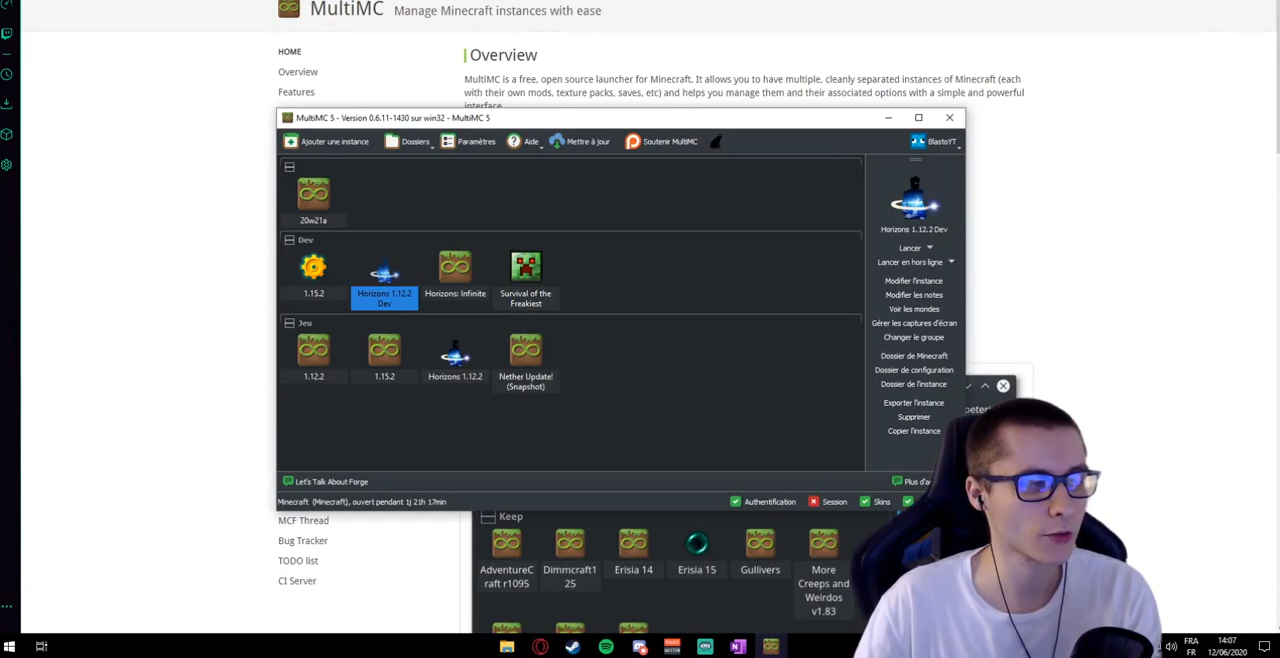 MultiMC Manage Minecraft instances with ease
HOME
Overview
Features
Overview
MultiMC is a free, open source launcher for Minecraft. It allows you to have multiple, cleanly separated instances of Minecraft (each
with their own mods, texture packs, saves, etc) and helps you manage them and their associated options with a simple and powerful
interface.
MultiMC 5 - Version 0.6.11-1430 sur win32 - MultiMC 5
Ajouter une instance Dossiers Paramètres Aide Mettre à jour Soutenir MultiMC BlastoYT
20w21a
Dev
1.15.2
Horizons 1.12.2
Dev
Horizons: Infinite
Survival of the
Freakiest
Jeu
1.12.2
1.15.2
Horizons 1.12.2
Nether Update!
(Snapshot)
Horizons 1.12.2 Dev
Lancer
Lancer en hors ligne
Modifier l'instance
Modifier les notes
Voir les mondes
Gérer les captures d'écran
Changer le groupe
Dossier de Minecraft
Dossier de configuration
Dossier de l'instance
Exporter l'instance
Supprimer
Copier l'instance
Let's Talk About Forge
Minecraft (Minecraft), ouvert pendant 1j 21h 17min
Authentification Session Skins
MCF Thread
Bug Tracker
TODO list
CI Server
Keep
AdventureC
raft r1095
Dimmcraft1
25
Erisia 14
Erisia 15
Gullivers
More
Creeps and
Weirdos
v1.83
FRA
FR
14:07
12/06/2020